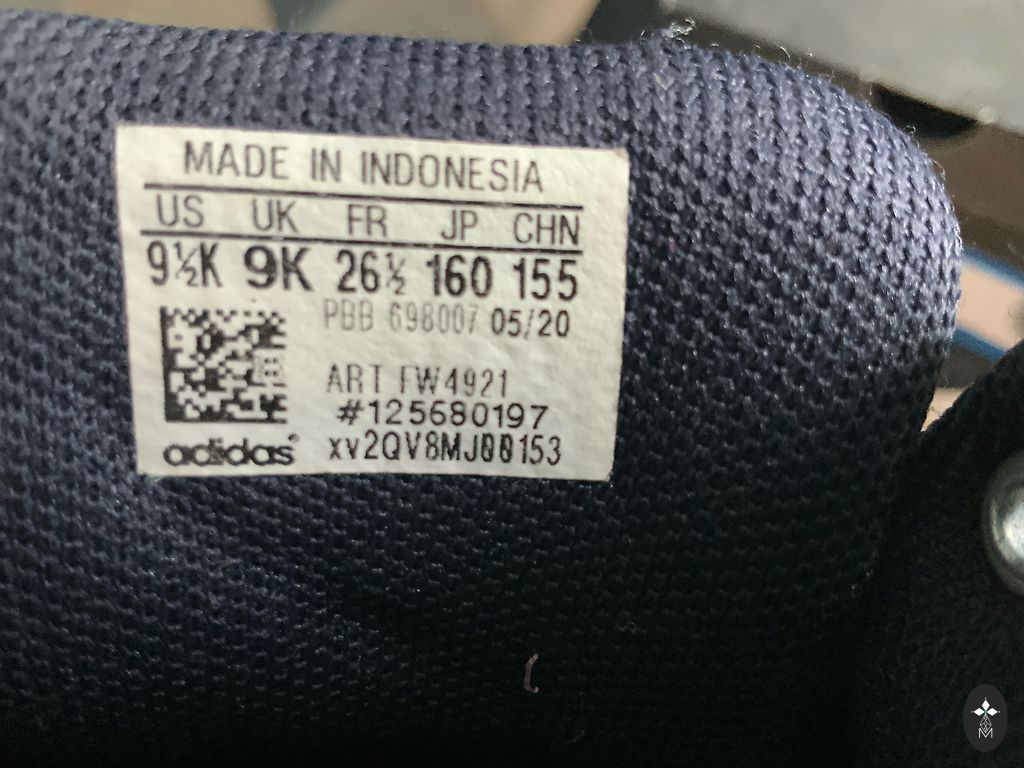 MADE IN INDONESIA
US UK FR JP CHN
9½K 9K 26½ 160 155
PBB 698007 05/20
ART FW4921
#125680197
xv2QV8MJ00153
adidas
M